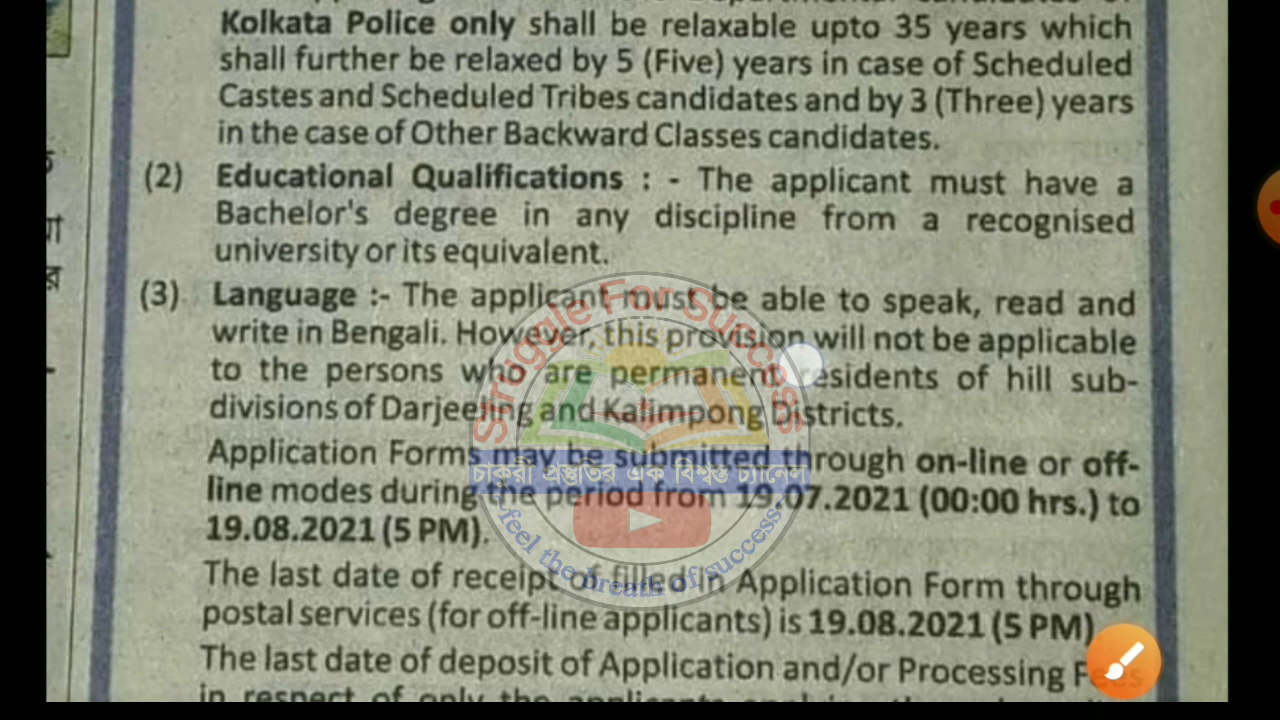 Kolkata Police only shall be relaxable upto 35 years which
shall further be relaxed by 5 (Five) years in case of Scheduled
Castes and Scheduled Tribes candidates and by 3 (Three) years
in the case of Other Backward Classes candidates.
(2) Educational Qualifications : - The applicant must have a
Bachelor's degree in any discipline from a recognised
university or its equivalent.
(3) Language :- The applicant must be able to speak, read and
write in Bengali. However, this provision will not be applicable
to the persons who are permanent residents of hill sub-
divisions of Darjeeling and Kalimpong Districts.
Application Forms may be submitted through on-line or off-
line modes during the period from 19.07.2021 (00:00 hrs.) to
19.08.2021 (5 PM).
The last date of receipt of filled in Application Form through
postal services (for off-line applicants) is 19.08.2021 (5 PM)
The last date of deposit of Application and/or Processing Fees
in respect of only the applicants
Struggle For Success
চাকরী প্রস্তুতির এক বিশ্বস্ত চ্যানেল
-feel the breath of success-